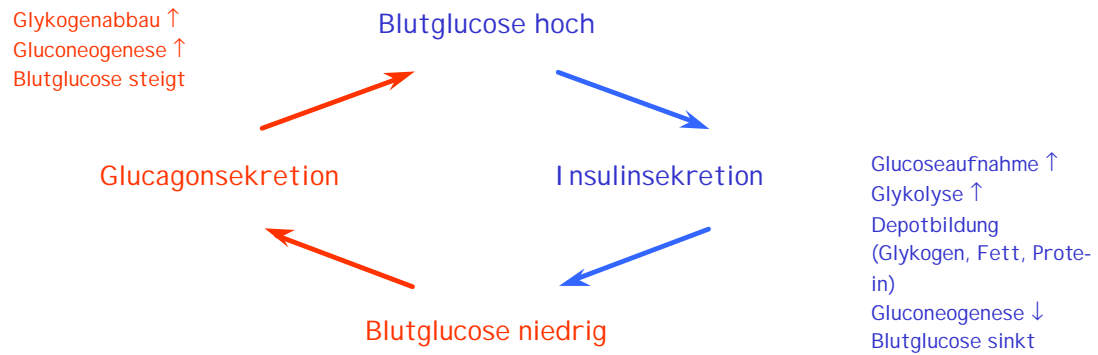 Glykogenabbau ↑
Gluconeogenese ↑
Blutglucose steigt
Blutglucose hoch
Glucagonsekretion
Insulinsekretion
Glucoseaufnahme ↑
Glykolyse ↑
Depotbildung
(Glykogen, Fett, Prote-
in)
Gluconeogenese ↓
Blutglucose sinkt
Blutglucose niedrig